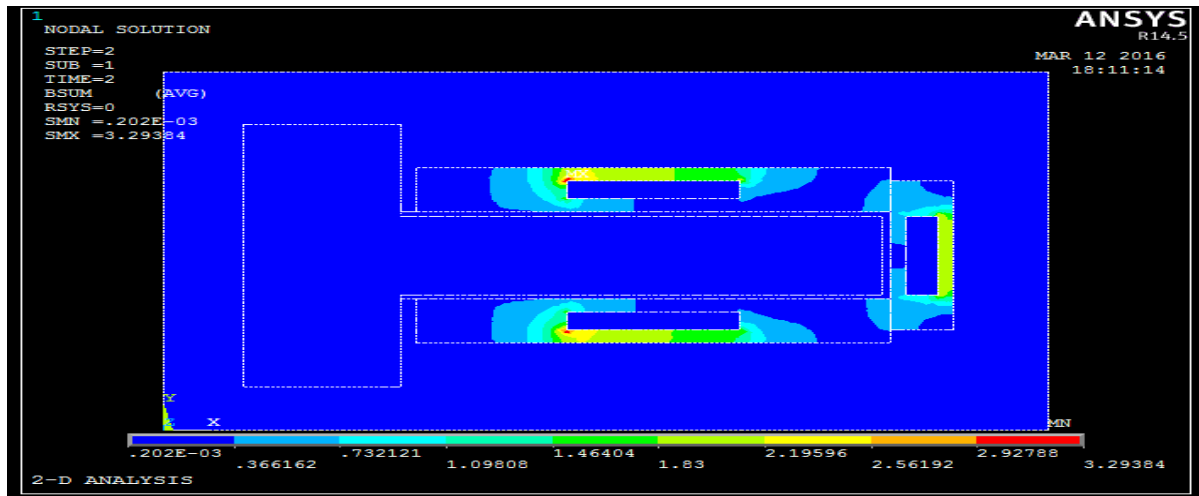 1
NODAL SOLUTION
STEP=2
SUB =1
TIME=2
BSUM (AVG)
RSYS=0
SMN =.202E-03
SMX =3.29384
ANSYS
R14.5
MAR 12 2016
18:11:14
MX
Y
Z X
MN
.202E-03 .732121 1.46404 2.19596 2.92788
.366162 1.09808 1.83 2.56192 3.29384
2-D ANALYSIS